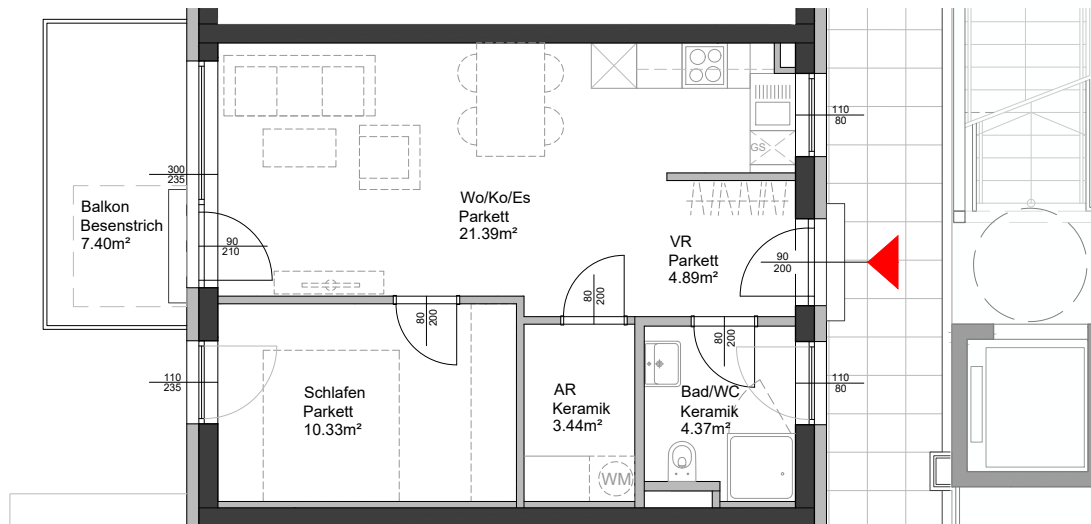 110
80
GS
300
235
Balkon
Besenstrich
7.40m²
Wo/Ko/Es
Parkett
21.39m²
90
210
VR
Parkett
4.89m²
90
200
80
200
80
200
80
200
110
235
Schlafen
Parkett
10.33m²
AR
Keramik
3.44m²
Bad/WC
Keramik
4.37m²
110
80
WM